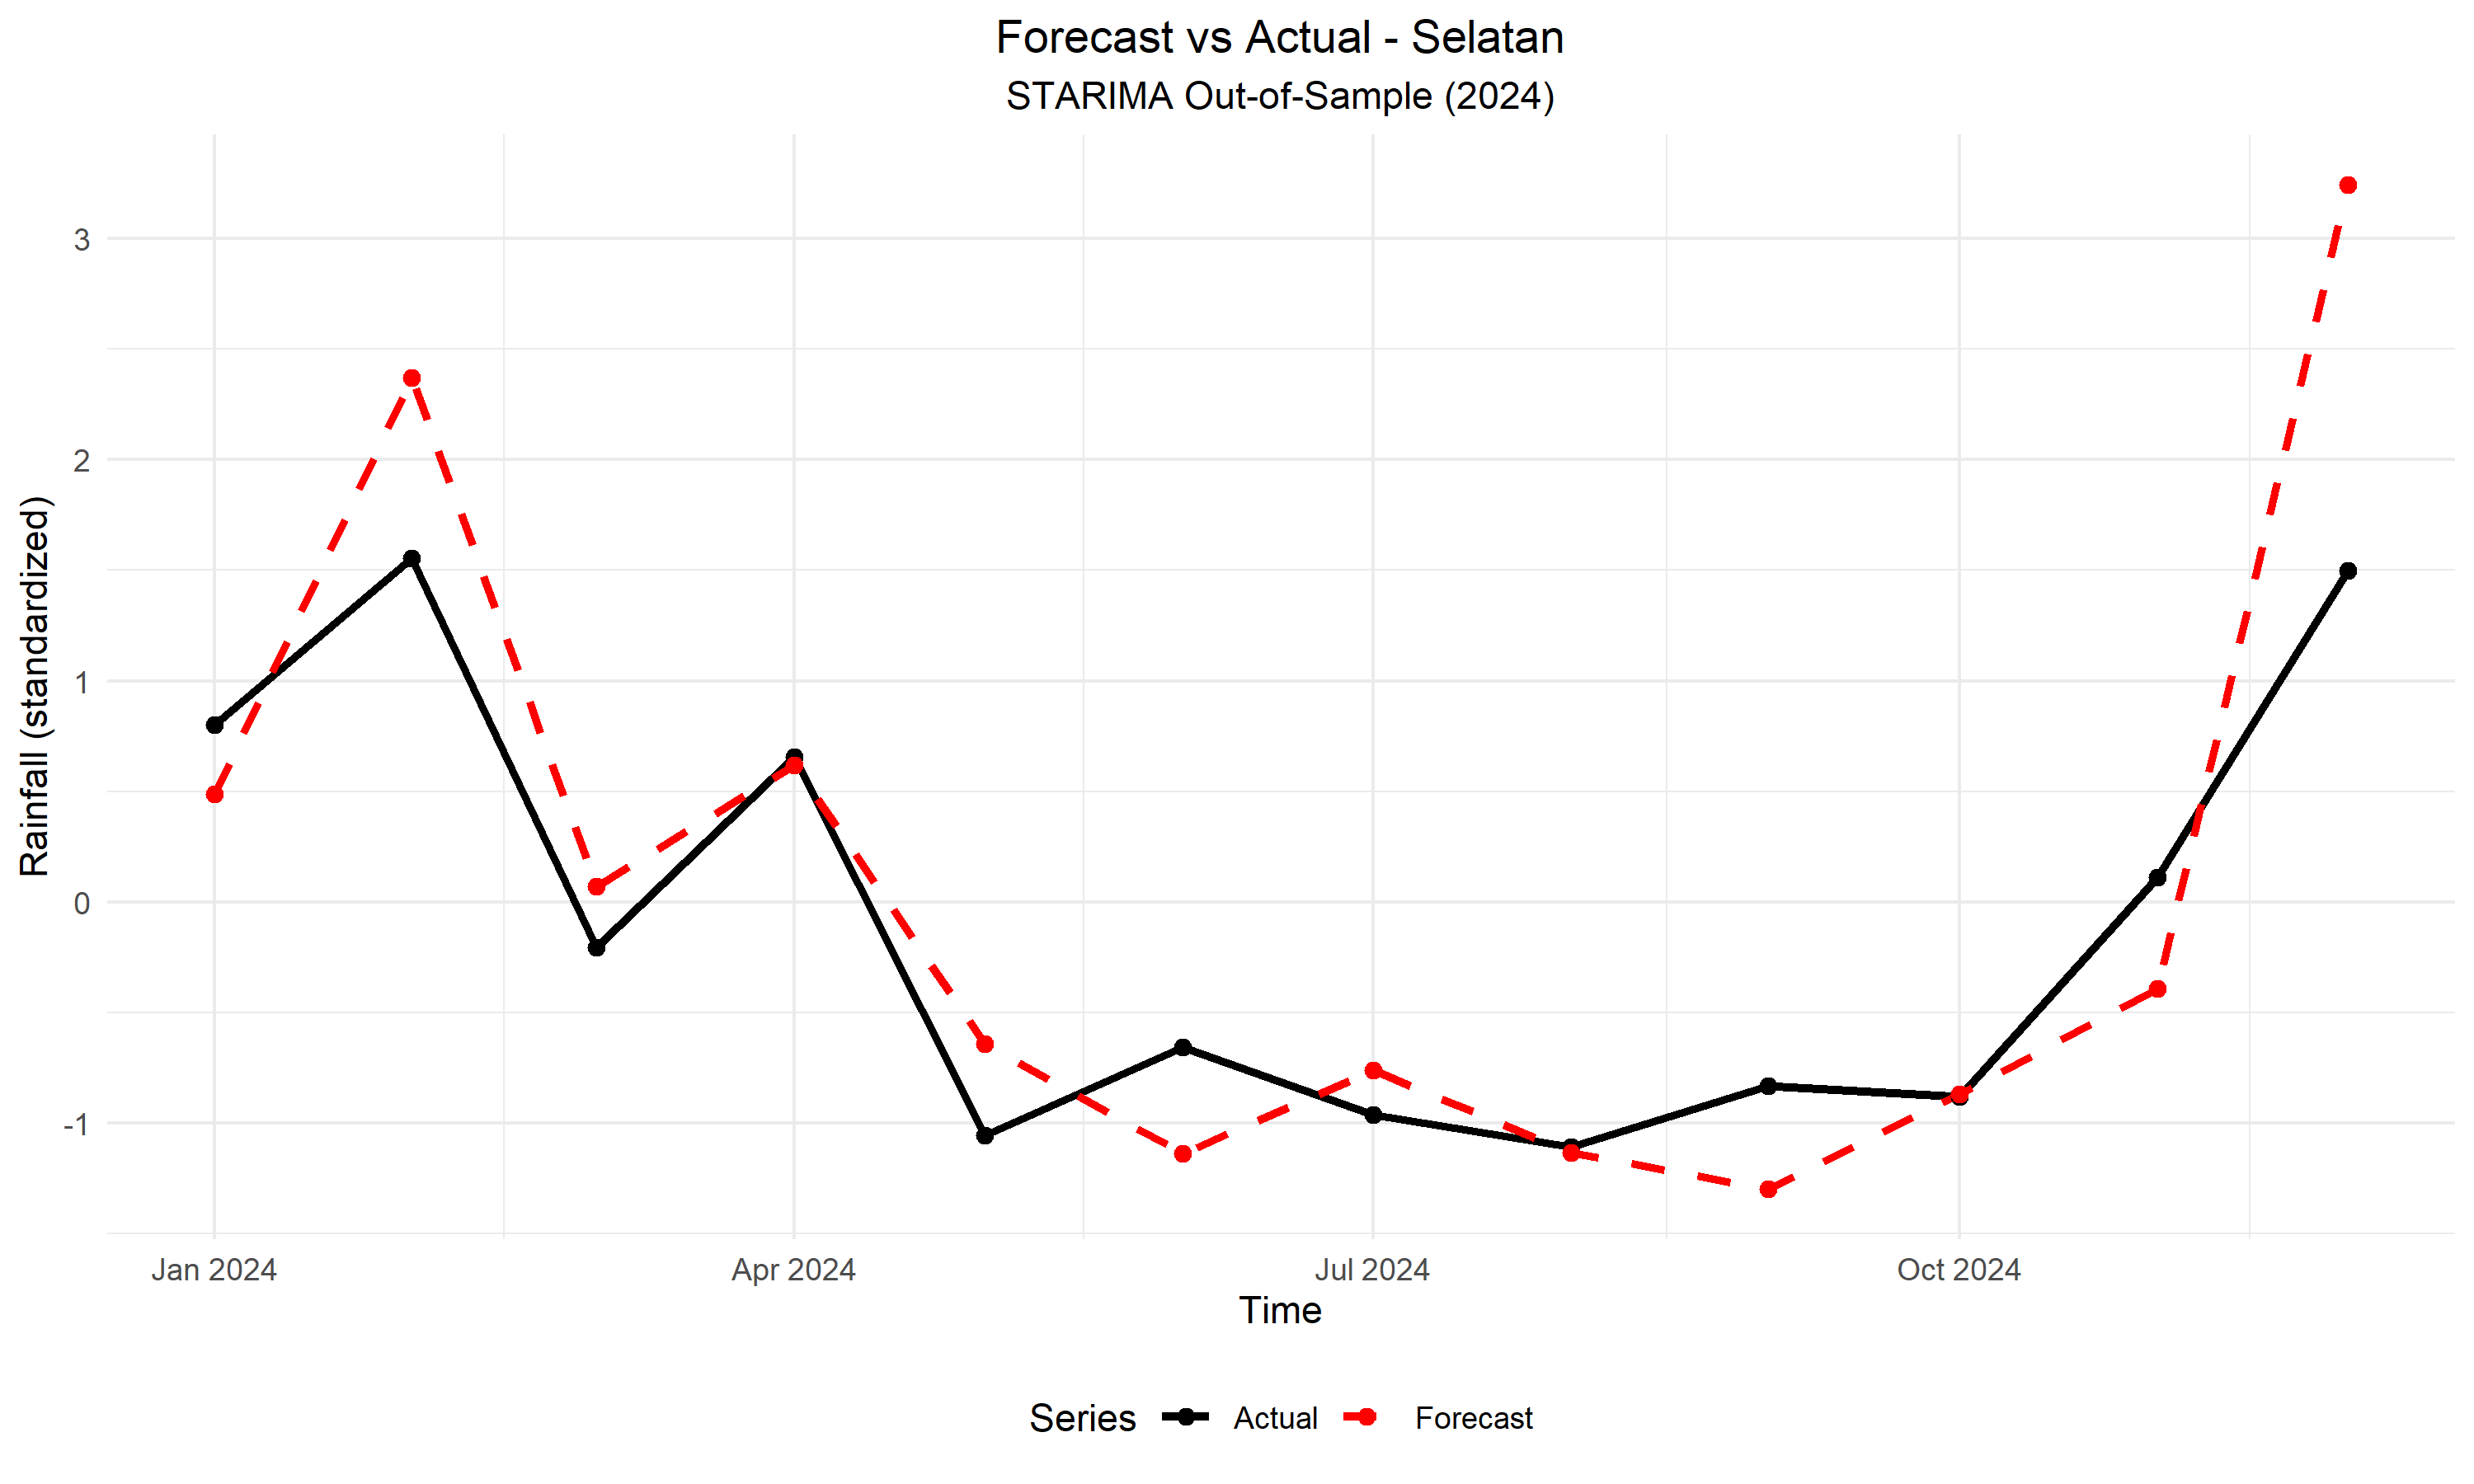 Forecast vs Actual - Selatan
STARIMA Out-of-Sample (2024)
Rainfall (standardized)
3
2
1
0
-1
Jan 2024 Apr 2024 Jul 2024 Oct 2024
Time
Series Actual Forecast